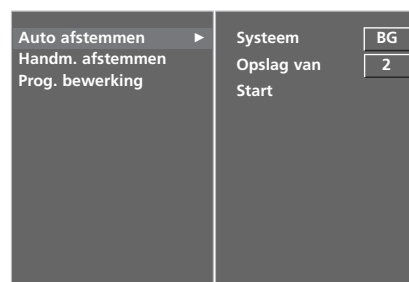 Auto afstemmen ►
Handm. afstemmen
Prog. bewerking
Systeem BG
Opslag van 2
Start